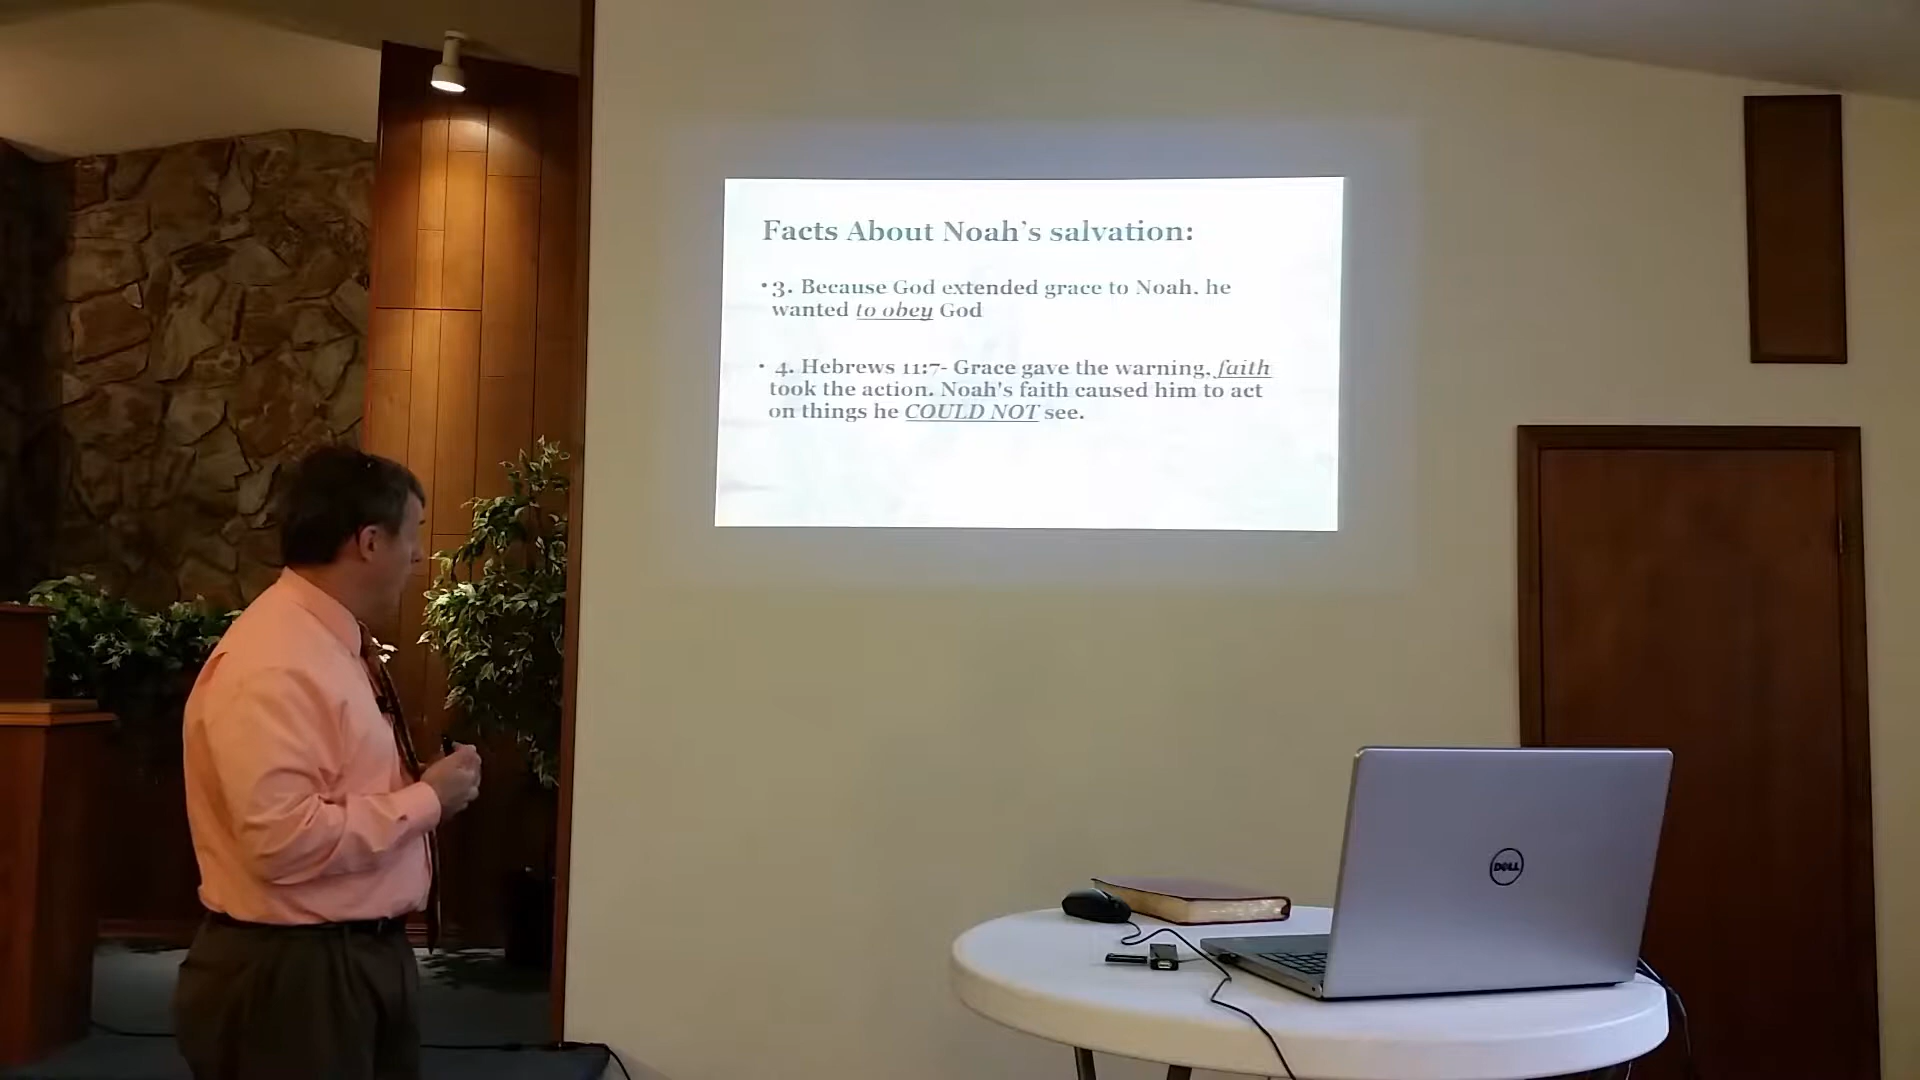 Facts About Noah's salvation:
•3. Because God extended grace to Noah, he
wanted to obey God
• 4. Hebrews 11:7- Grace gave the warning, faith
took the action. Noah's faith caused him to act
on things he COULD NOT see.
DELL